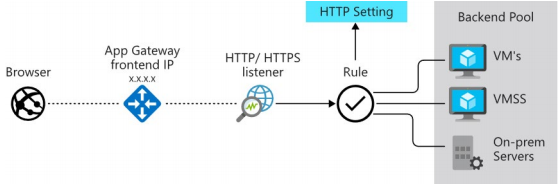 HTTP Setting
Backend Pool
Browser
App Gateway
frontend IP
x.x.x.x
HTTP/ HTTPS
listener
Rule
VM's
VMSS
On-prem
Servers